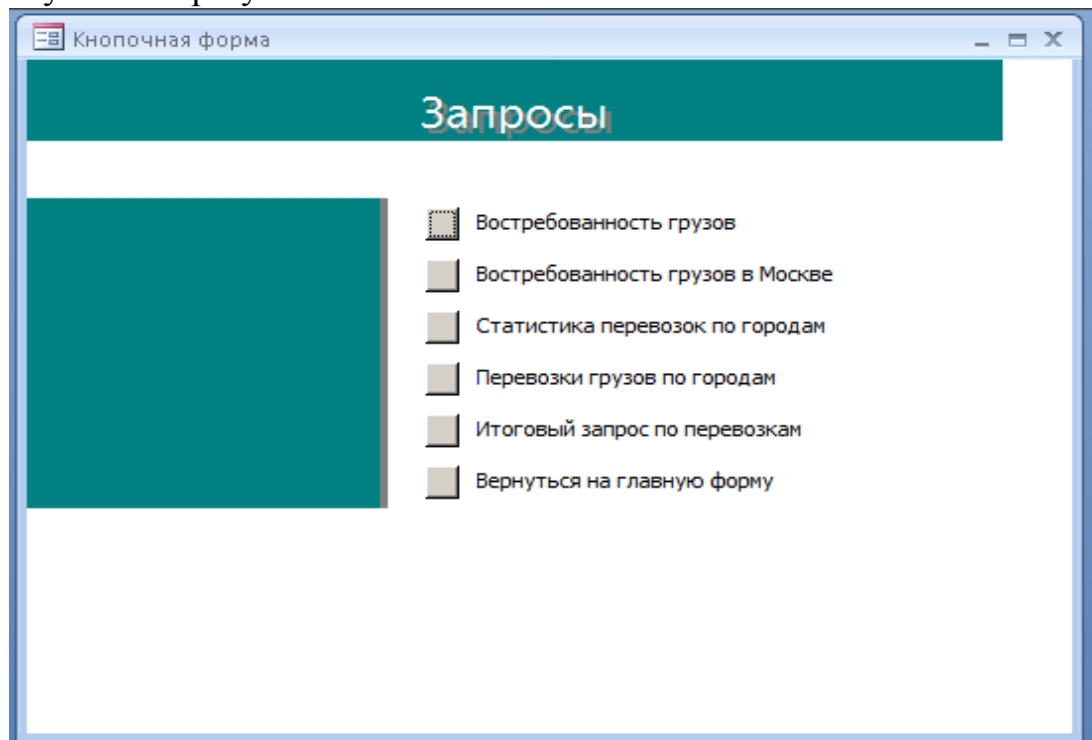 Кнопочная форма
Запросы
Востребованность грузов
Востребованность грузов в Москве
Статистика перевозок по городам
Перевозки грузов по городам
Итоговый запрос по перевозкам
Вернуться на главную форму